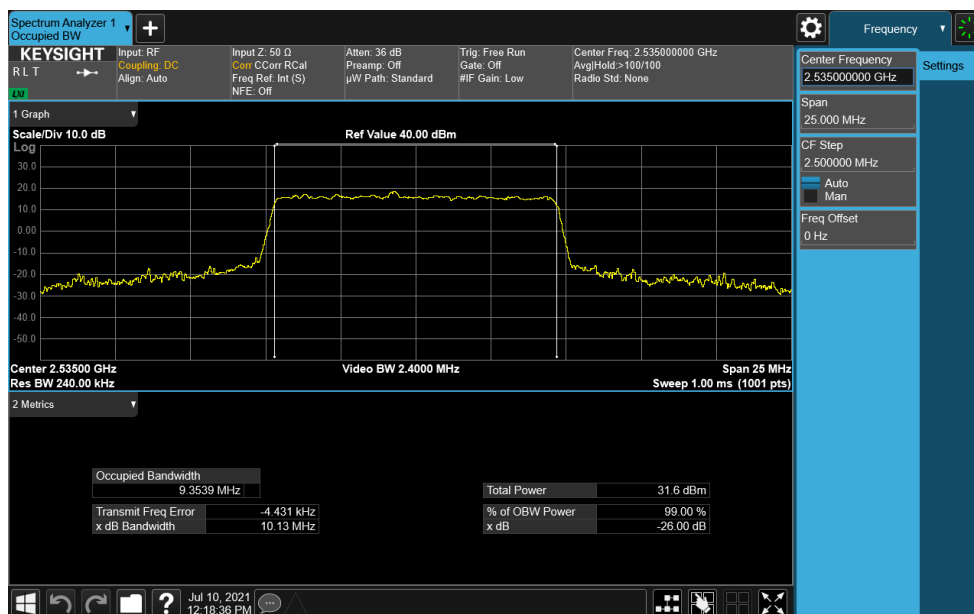 Spectrum Analyzer 1
Occupied BW
Frequency
KEYSIGHT
R L T
LNI
Input: RF
Coupling: DC
Align: Auto
Input Z: 50 Ω
Corr CCorr RCal
Freq Ref: Int (S)
NFE: Off
Atten: 36 dB
Preamp: Off
µW Path: Standard
Trig: Free Run
Gate: Off
#IF Gain: Low
Center Freq: 2.535000000 GHz
Avg|Hold:>100/100
Radio Std: None
Center Frequency
2.535000000 GHz
Settings
Span
25.000 MHz
CF Step
2.500000 MHz
Auto
Man
Freq Offset
0 Hz
1 Graph
Scale/Div 10.0 dB
Ref Value 40.00 dBm
Log
30.0
20.0
10.0
0.00
-10.0
-20.0
-30.0
-40.0
-50.0
Center 2.53500 GHz
Video BW 2.4000 MHz
Span 25 MHz
Res BW 240.00 kHz
Sweep 1.00 ms (1001 pts)
2 Metrics
Occupied Bandwidth
9.3539 MHz
Total Power 31.6 dBm
Transmit Freq Error -4.431 kHz
% of OBW Power 99.00 %
x dB Bandwidth 10.13 MHz
x dB -26.00 dB
Jul 10, 2021
12:18:36 PM